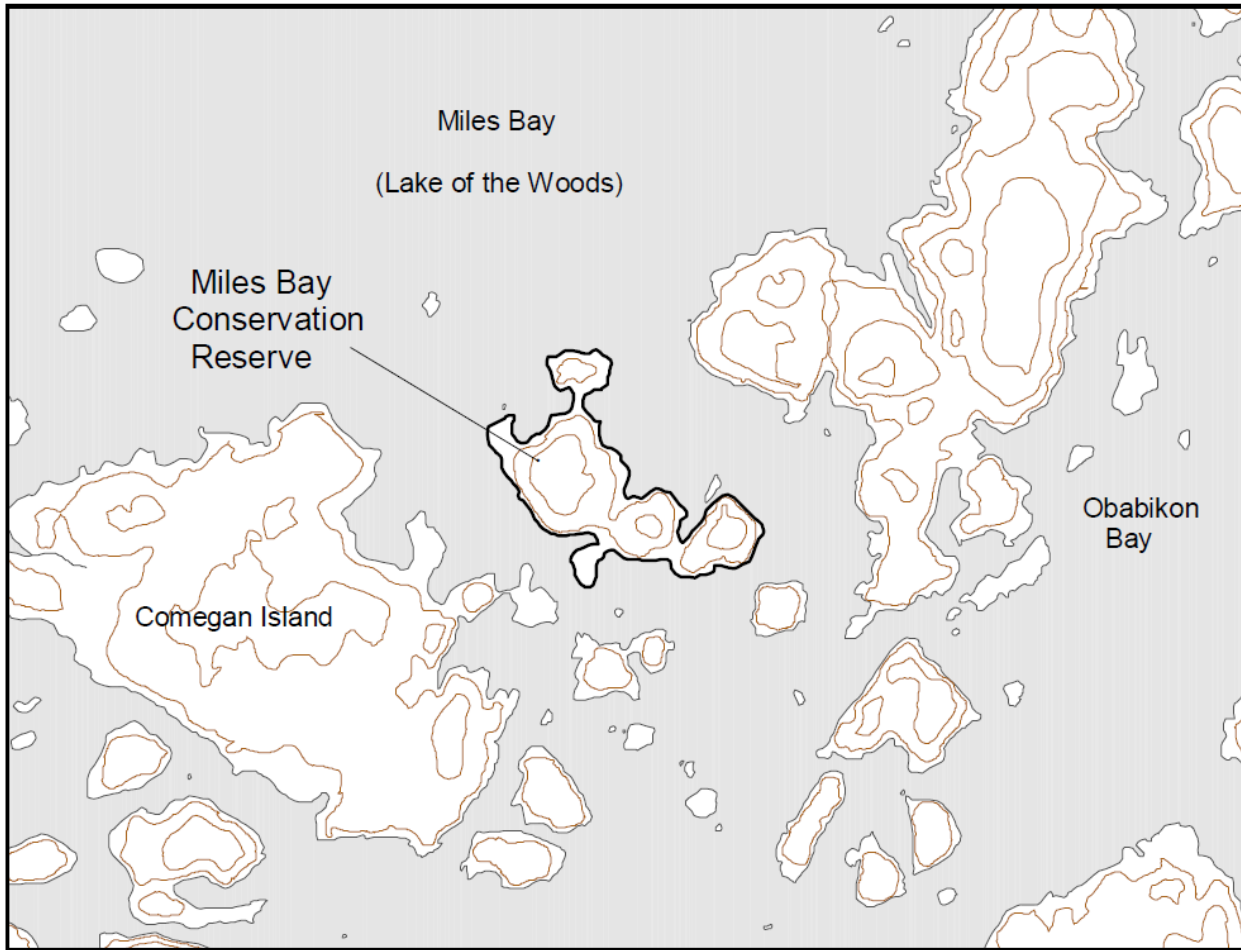 Miles Bay
(Lake of the Woods)
Miles Bay
Conservation
Reserve
Obabikon
Bay
Comegan Island